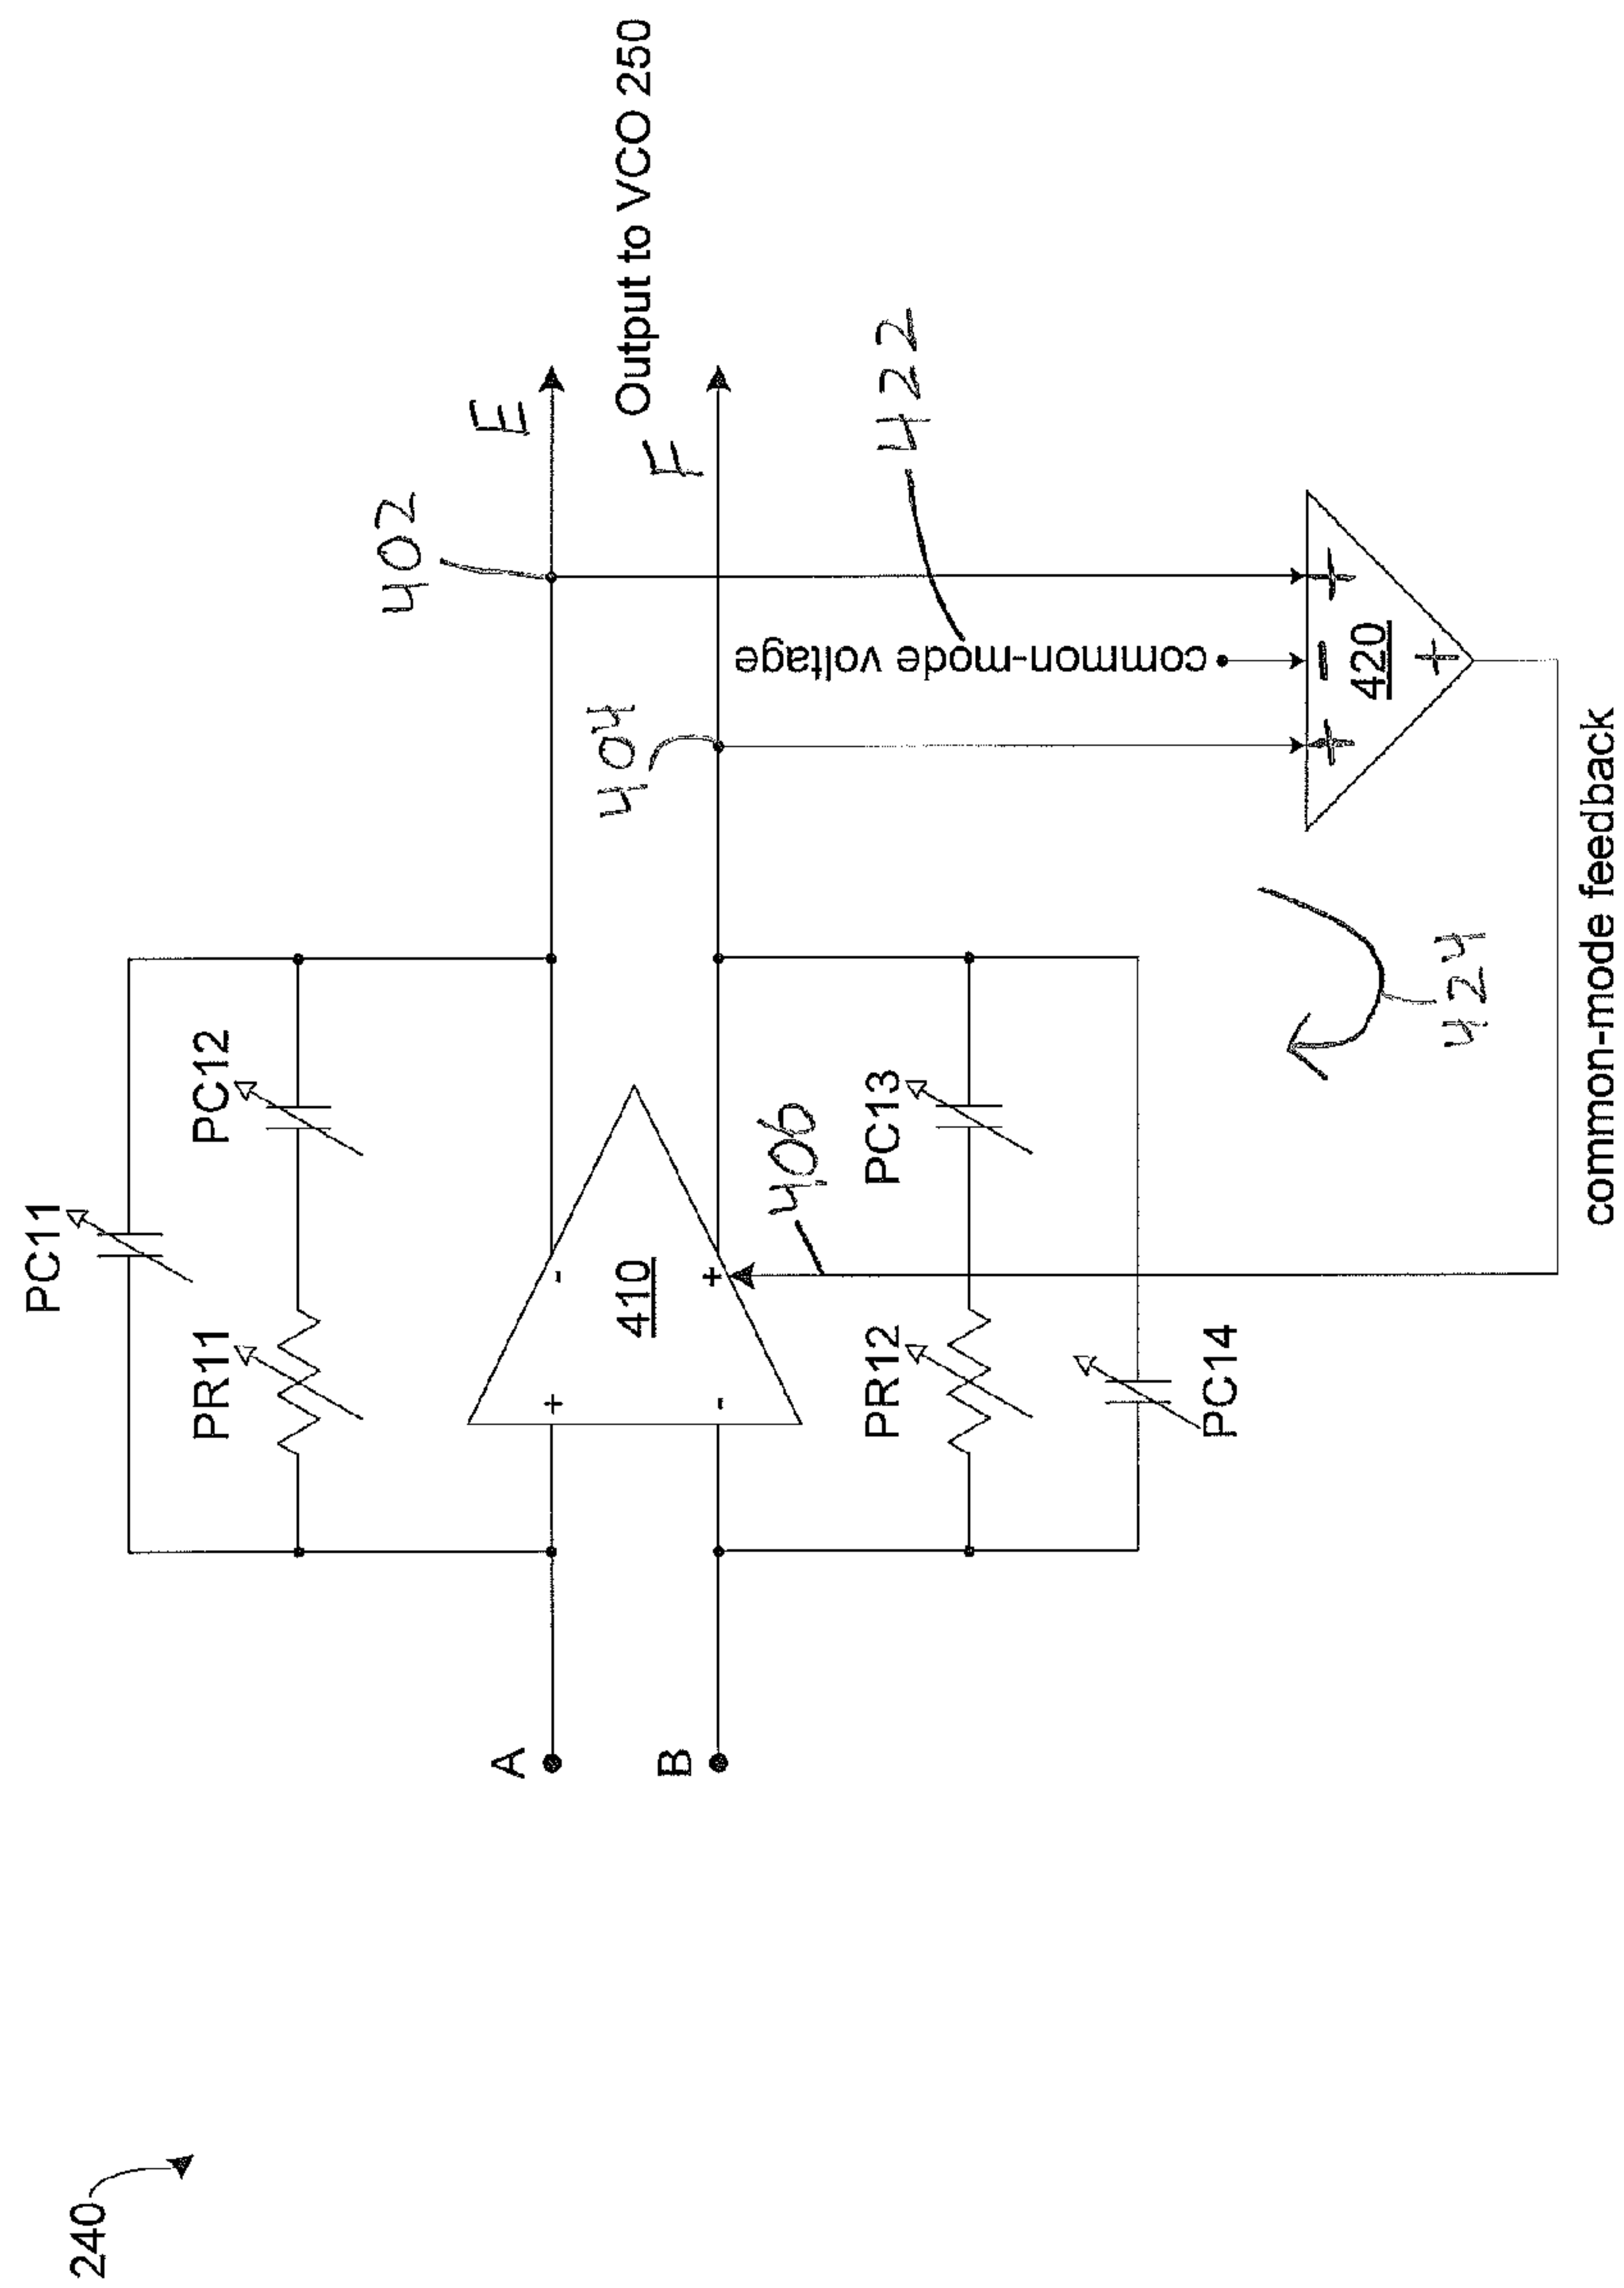 240
PC11
PR11
PC12
402
E
A
+
-
410
Output to VCO 250
B
-
+
404
F
406
PR12
PC13
common-mode voltage
422
PC14
+
-
+
420
+
424
common-mode feedback